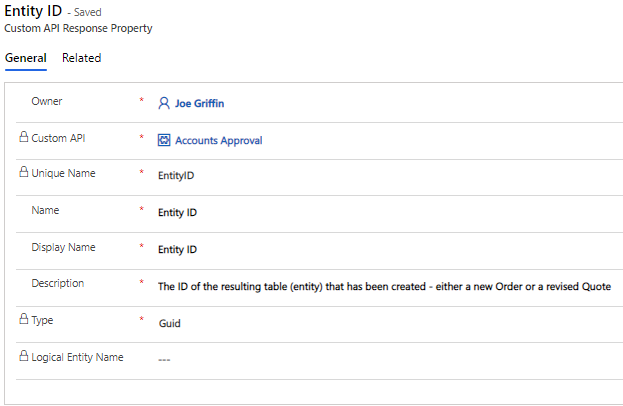 Entity ID - Saved
Custom API Response Property
General Related
Owner * Joe Griffin
Custom API * Accounts Approval
Unique Name * EntityID
Name * Entity ID
Display Name * Entity ID
Description * The ID of the resulting table (entity) that has been created - either a new Order or a revised Quote
Type * Guid
Logical Entity Name ---